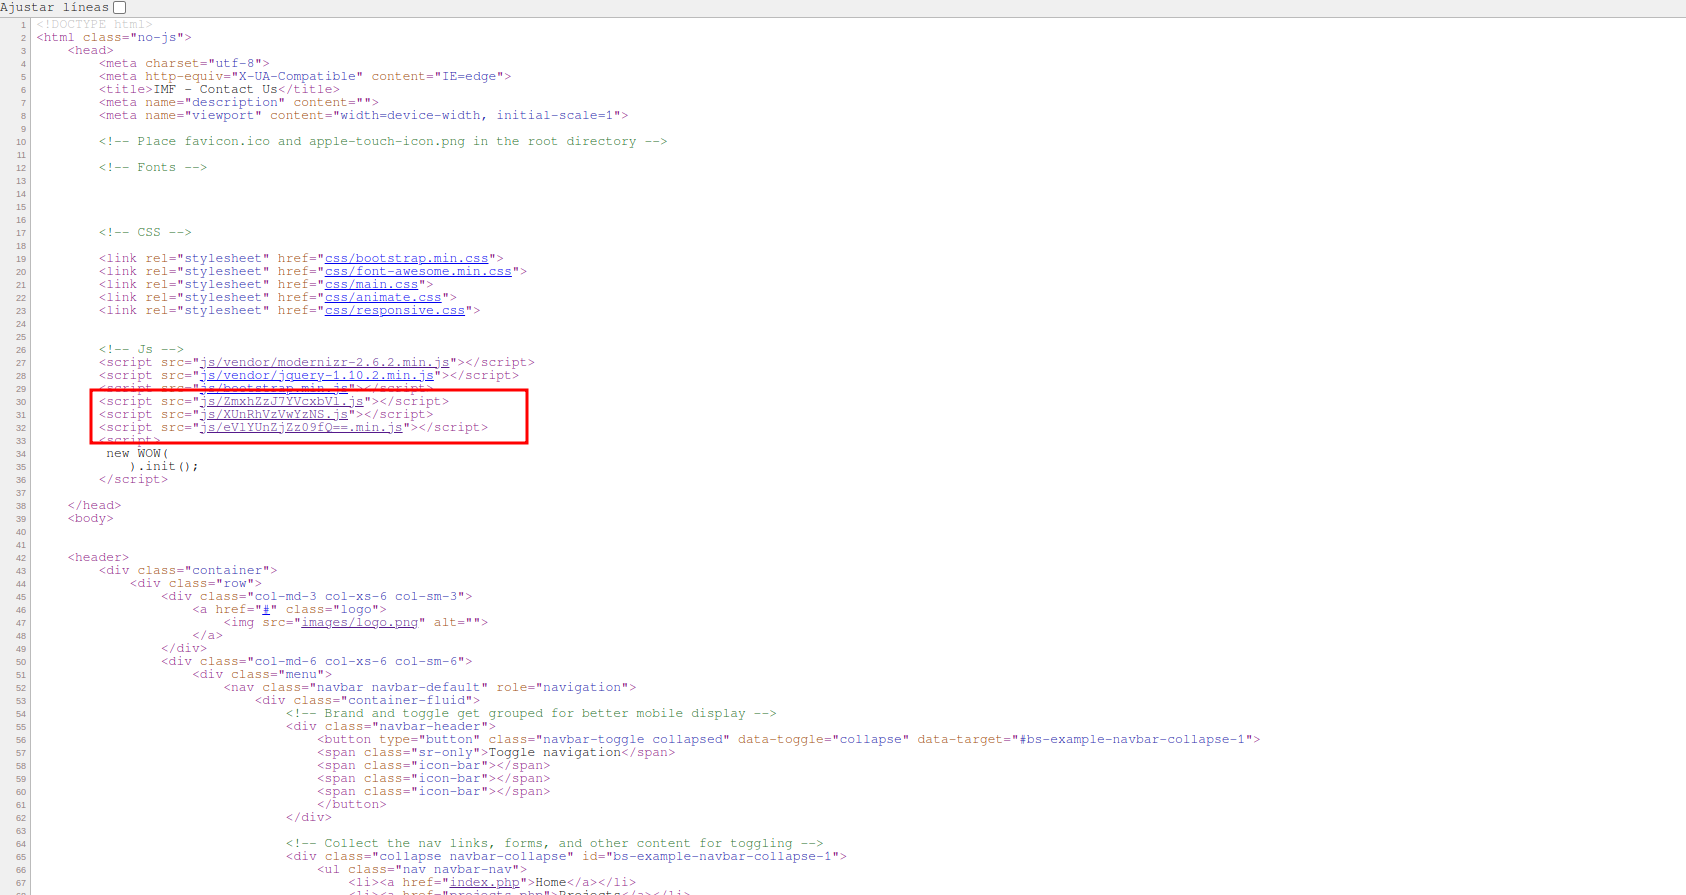 Ajustar líneas
1 <!DOCTYPE html>
2 <html class="no-js">
3 <head>
4 <meta charset="utf-8">
5 <meta http-equiv="X-UA-Compatible" content="IE=edge">
6 <title>IMF - Contact Us</title>
7 <meta name="description" content="">
8 <meta name="viewport" content="width=device-width, initial-scale=1">
9
10 <!-- Place favicon.ico and apple-touch-icon.png in the root directory -->
11
12 <!-- Fonts -->
13
14
15
16
17 <!-- CSS -->
18
19 <link rel="stylesheet" href="css/bootstrap.min.css">
20 <link rel="stylesheet" href="css/font-awesome.min.css">
21 <link rel="stylesheet" href="css/main.css">
22 <link rel="stylesheet" href="css/animate.css">
23 <link rel="stylesheet" href="css/responsive.css">
24
25
26 <!-- Js -->
27 <script src="js/vendor/modernizr-2.6.2.min.js"></script>
28 <script src="js/vendor/jquery-1.10.2.min.js"></script>
29 <script src="js/bootstrap.min.js"></script>
30 <script src="js/ZmxhZzJ7YVcxbVl.js"></script>
31 <script src="js/XUnRhVzVwYzNS.js"></script>
32 <script src="js/eVlYUnZjZz09fQ==.min.js"></script>
33 <script>
34 new WOW(
35 ).init();
36 </script>
37
38 </head>
39 <body>
40
41
42 <header>
43 <div class="container">
44 <div class="row">
45 <div class="col-md-3 col-xs-6 col-sm-3">
46 <a href="#" class="logo">
47 <img src="images/logo.png" alt="">
48 </a>
49 </div>
50 <div class="col-md-6 col-xs-6 col-sm-6">
51 <div class="menu">
52 <nav class="navbar navbar-default" role="navigation">
53 <div class="container-fluid">
54 <!-- Brand and toggle get grouped for better mobile display -->
55 <div class="navbar-header">
56 <button type="button" class="navbar-toggle collapsed" data-toggle="collapse" data-target="#bs-example-navbar-collapse-1">
57 <span class="sr-only">Toggle navigation</span>
58 <span class="icon-bar"></span>
59 <span class="icon-bar"></span>
60 <span class="icon-bar"></span>
61 </button>
62 </div>
63
64 <!-- Collect the nav links, forms, and other content for toggling -->
65 <div class="collapse navbar-collapse" id="bs-example-navbar-collapse-1">
66 <ul class="nav navbar-nav">
67 <li><a href="index.php">Home</a></li>
68 <li><a href="projects.php">Projects</a></li>